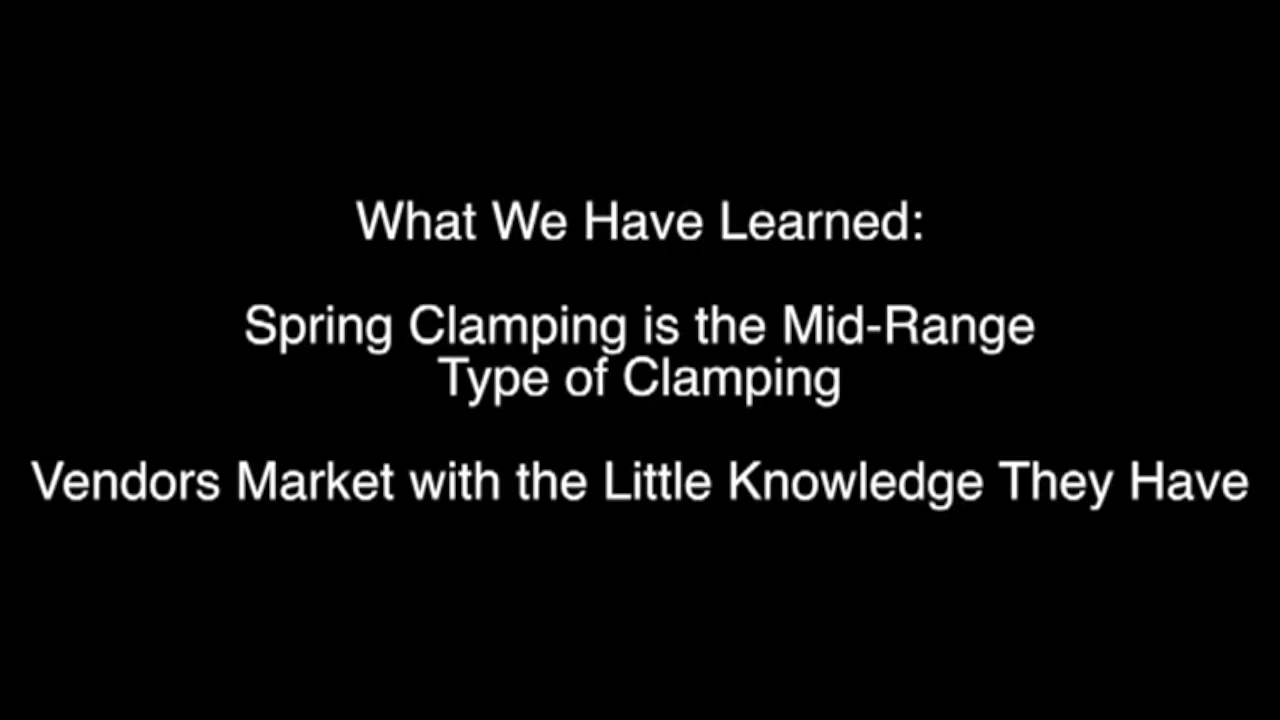 What We Have Learned:
Spring Clamping is the Mid-Range
Type of Clamping
Vendors Market with the Little Knowledge They Have